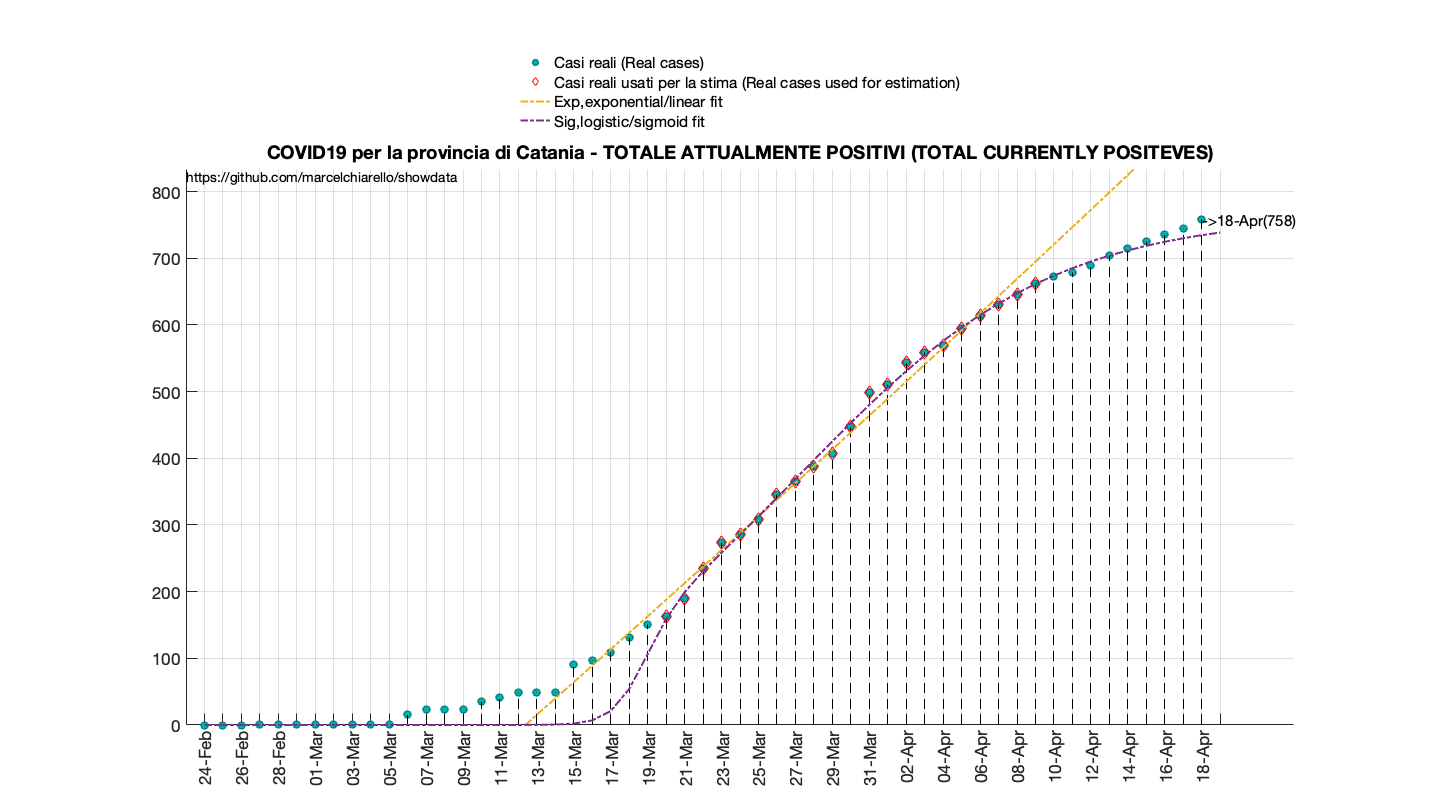 Casi reali (Real cases)
Casi reali usati per la stima (Real cases used for estimation)
Exp,exponential/linear fit
Sig,logistic/sigmoid fit
COVID19 per la provincia di Catania - TOTALE ATTUALMENTE POSITIVI (TOTAL CURRENTLY POSITEVES)
https://github.com/marcelchiarello/showdata
800
700
600
500
400
300
200
100
0
->18-Apr(758)
24-Feb
26-Feb
28-Feb
01-Mar
03-Mar
05-Mar
07-Mar
09-Mar
11-Mar
13-Mar
15-Mar
17-Mar
19-Mar
21-Mar
23-Mar
25-Mar
27-Mar
29-Mar
31-Mar
02-Apr
04-Apr
06-Apr
08-Apr
10-Apr
12-Apr
14-Apr
16-Apr
18-Apr